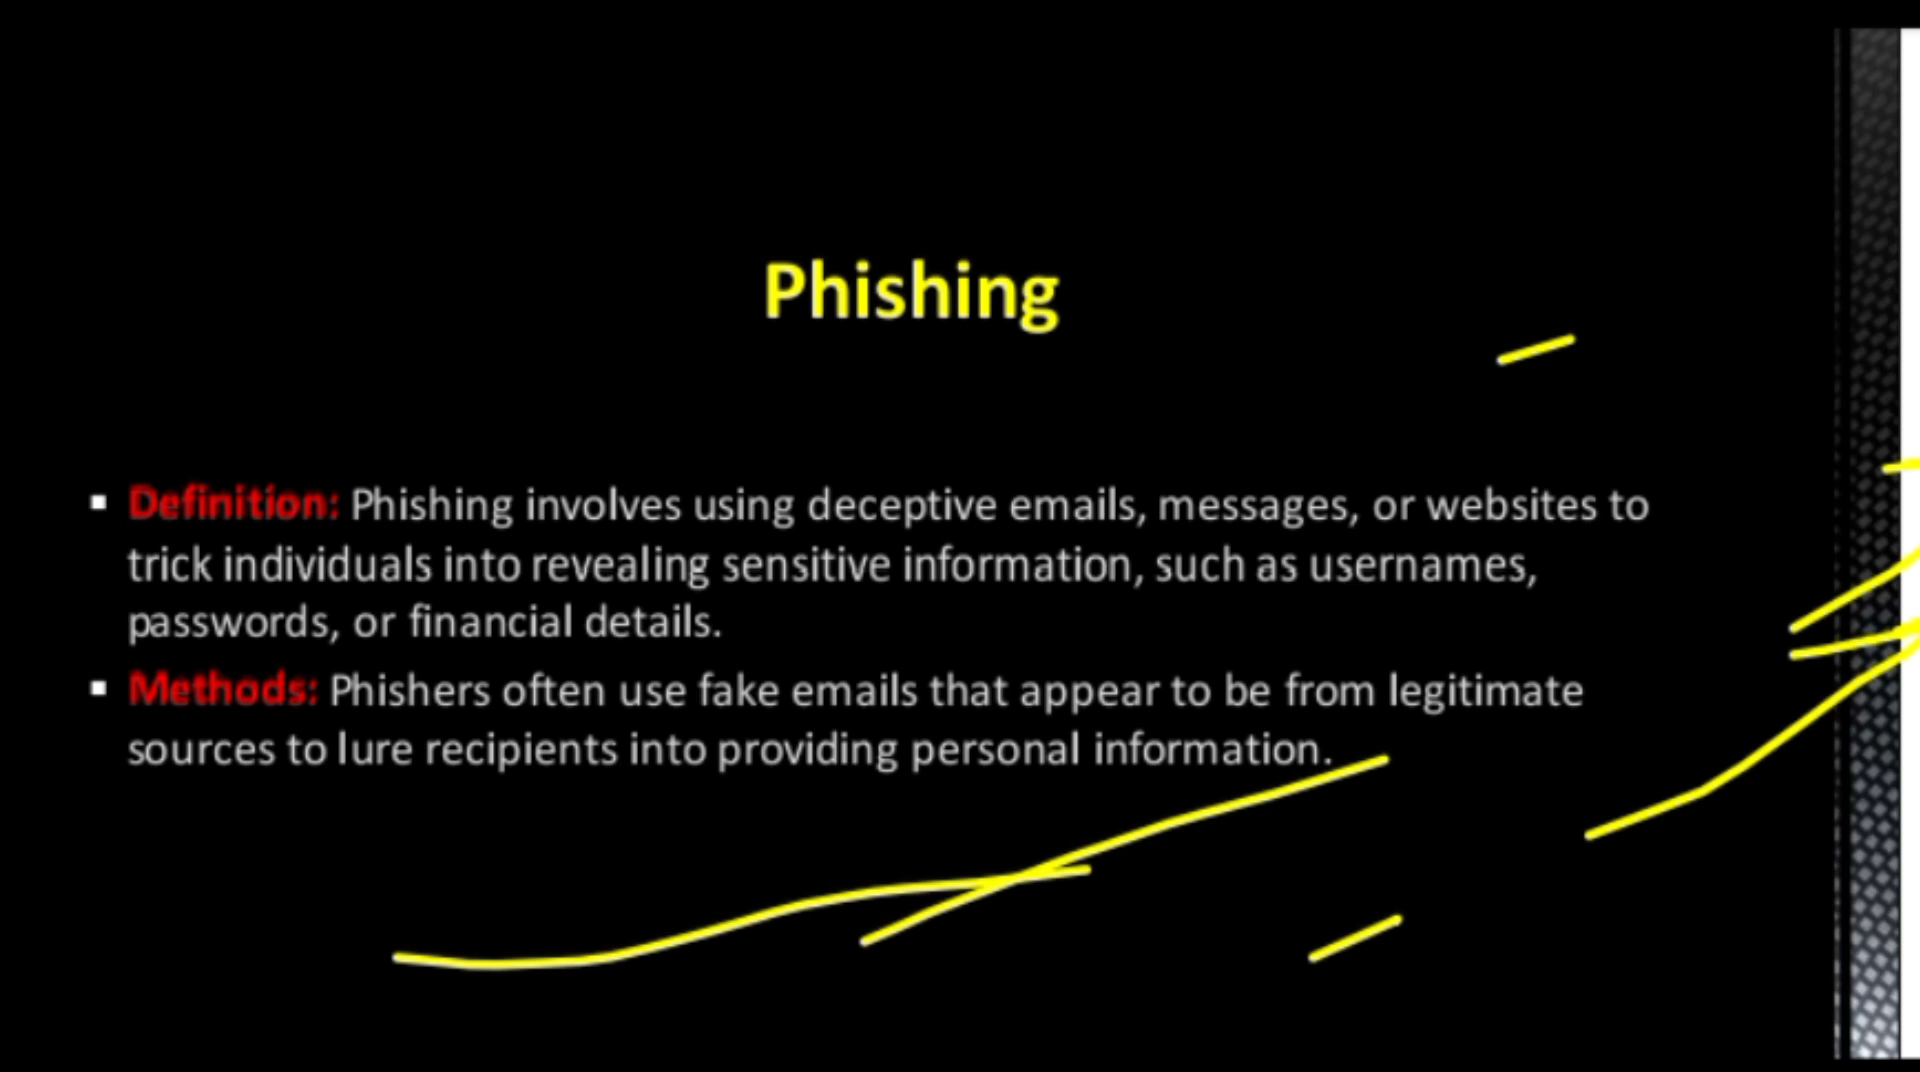 Phishing
▪ Definition: Phishing involves using deceptive emails, messages, or websites to
trick individuals into revealing sensitive information, such as usernames,
passwords, or financial details.
▪ Methods: Phishers often use fake emails that appear to be from legitimate
sources to lure recipients into providing personal information.